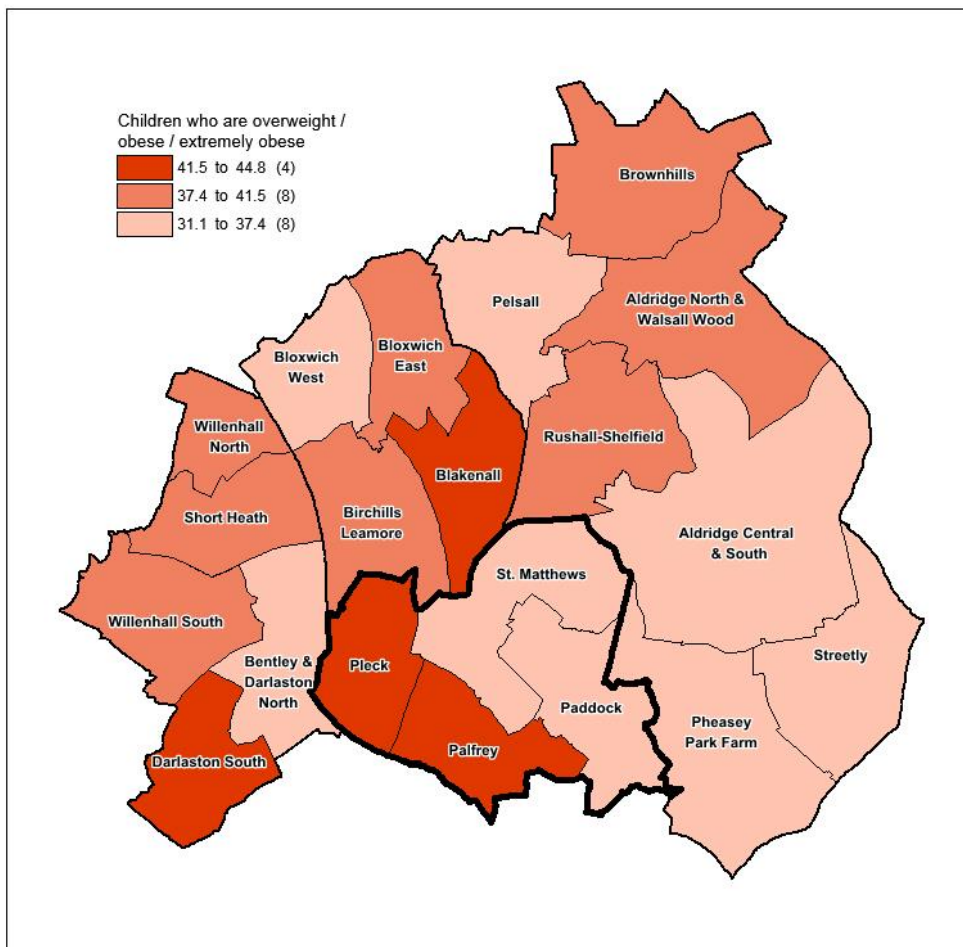 Children who are overweight /
obese / extremely obese
41.5 to 44.8 (4)
37.4 to 41.5 (8)
31.1 to 37.4 (8)
Brownhills
Pelsall
Aldridge North &
Walsall Wood
Bloxwich
West
Bloxwich
East
Willenhall
North
Rushall-Shelfield
Blakenall
Short Heath
Birchills
Leamore
Aldridge Central
& South
St. Matthews
Willenhall South
Bentley &
Darlaston
North
Pleck
Streetly
Paddock
Pheasey
Park Farm
Palfrey
Darlaston South